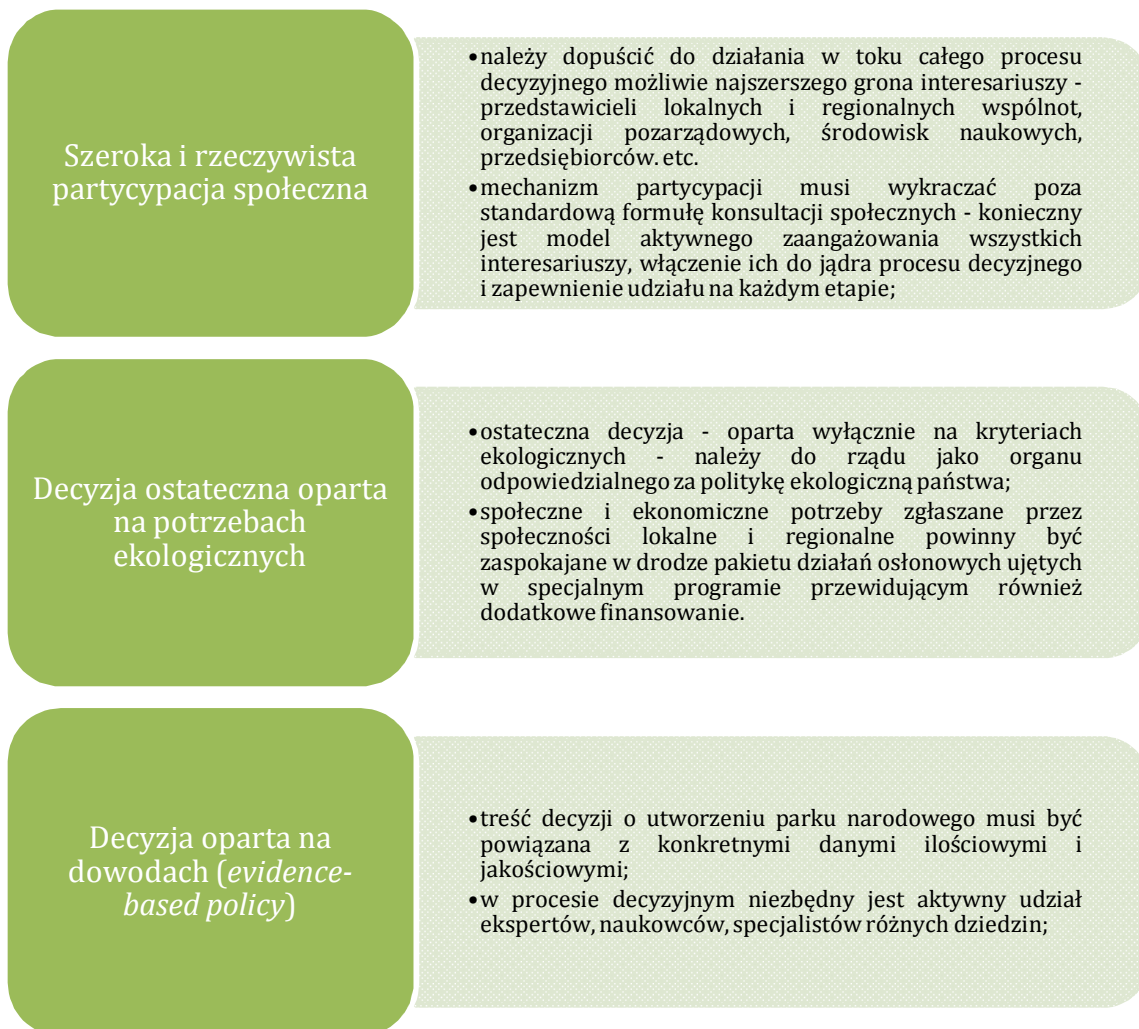 Szeroka i rzeczywista
partycypacja społeczna
•należy dopuścić do działania w toku całego procesu
decyzyjnego możliwie najszerszego grona interesariuszy -
przedstawicieli lokalnych i regionalnych wspólnot,
organizacji pozarządowych, środowisk naukowych,
przedsiębiorców. etc.
•mechanizm partycypacji musi wykraczać poza
standardową formułę konsultacji społecznych - konieczny
jest model aktywnego zaangażowania wszystkich
interesariuszy, włączenie ich do jądra procesu decyzjnego
i zapewnienie udziału na każdym etapie;
Decyzja ostateczna oparta
na potrzebach
ekologicznych
•ostateczna decyzja - oparta wyłącznie na kryteriach
ekologicznych - należy do rządu jako organu
odpowiedzialnego za politykę ekologiczną państwa;
•społeczne i ekonomiczne potrzeby zgłaszane przez
społeczności lokalne i regionalne powinny być
zaspokajane w drodze pakietu działań osłonowych ujętych
w specjalnym programie przewidującym również
dodatkowe finansowanie.
Decyzja oparta na
dowodach (evidence-
based policy)
•treść decyzji o utworzeniu parku narodowego musi być
powiązana z konkretnymi danymi ilościowymi i
jakościowymi;
•w procesie decyzyjnym niezbędny jest aktywny udział
ekspertów, naukowców, specjalistów różnych dziedzin;